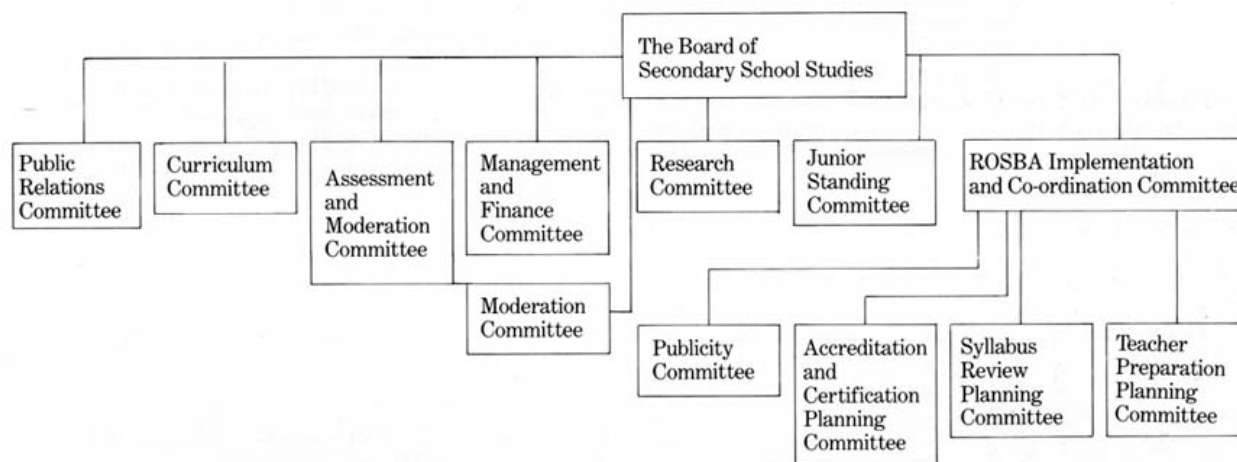 The Board of
Secondary School Studies
Public
Relations
Committee
Curriculum
Committee
Assessment
and
Moderation
Committee
Management
and
Finance
Committee
Research
Committee
Junior
Standing
Committee
ROSBA Implementation
and Co-ordination Committee
Moderation
Committee
Publicity
Committee
Accreditation
and
Certification
Planning
Committee
Syllabus
Review
Planning
Committee
Teacher
Preparation
Planning
Committee